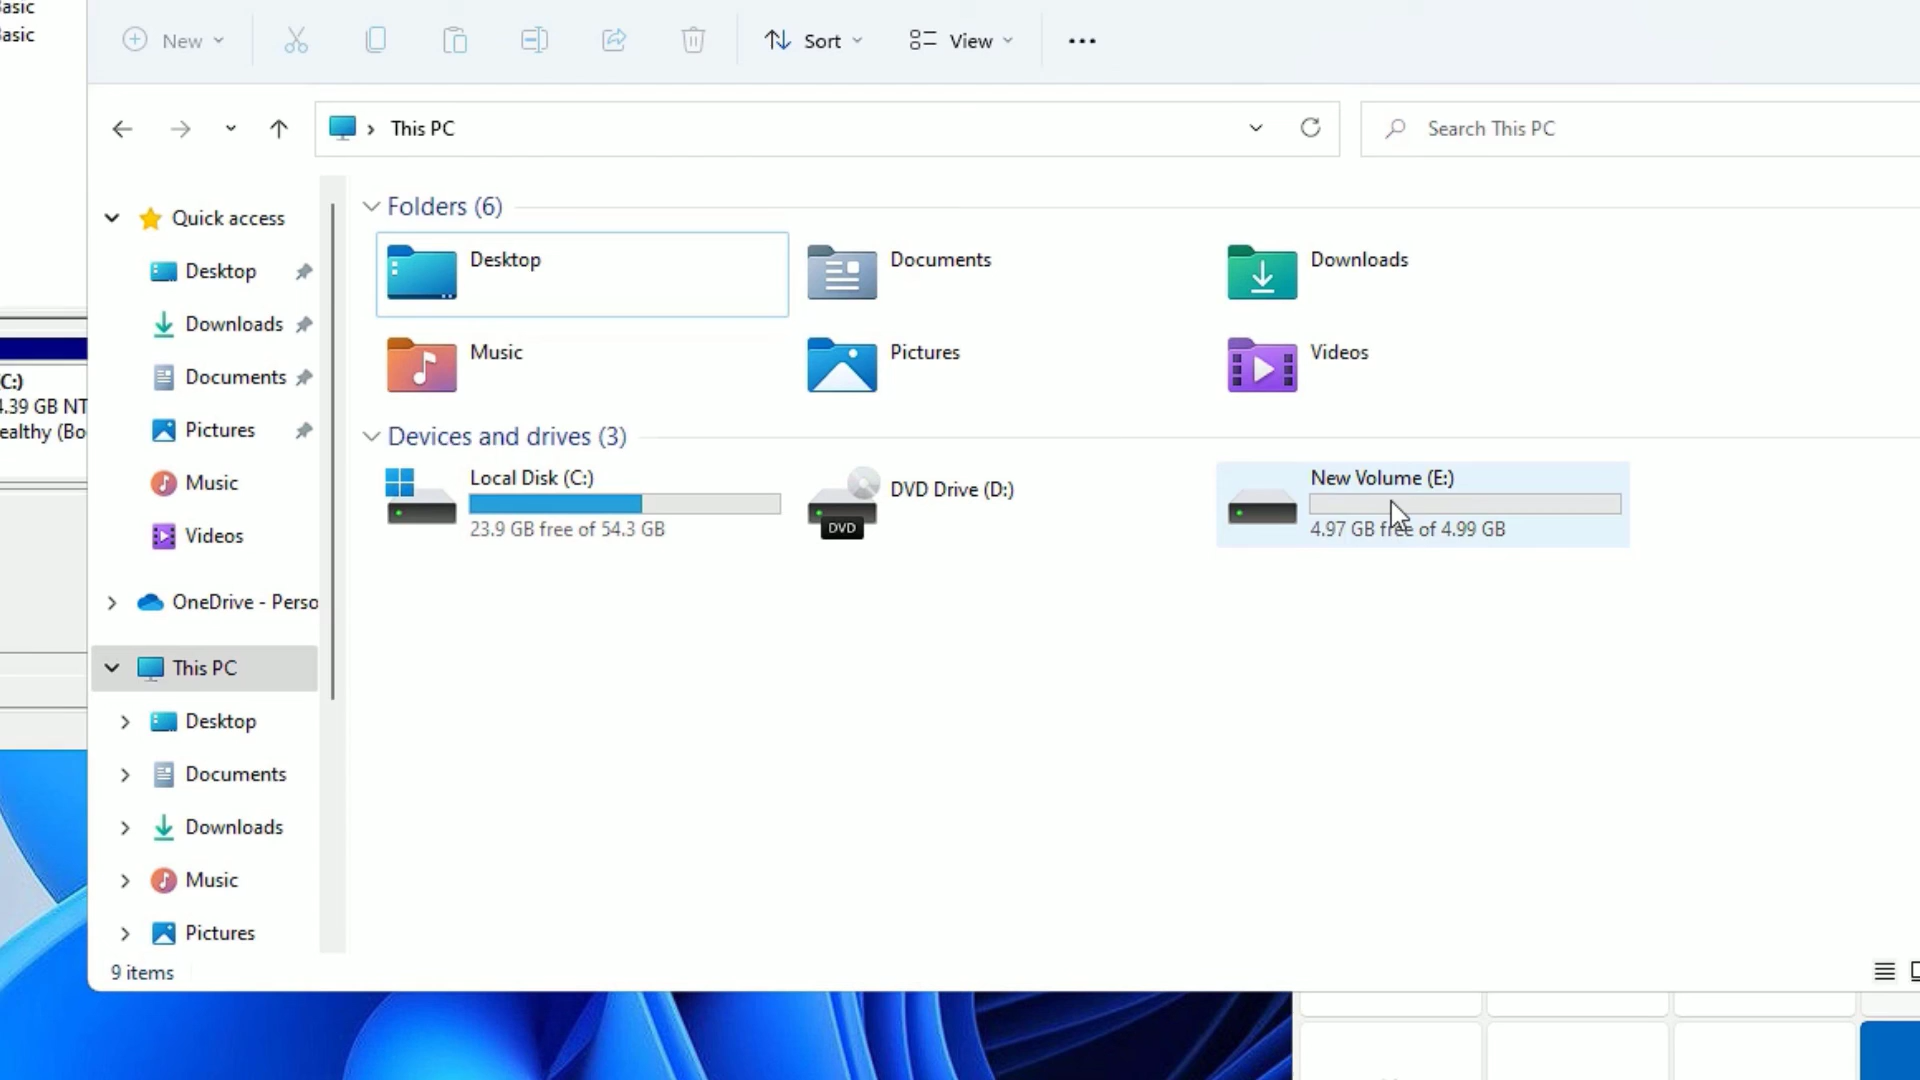 asic
asic
New
Sort
View
This PC
Search This PC
Quick access
Desktop
Downloads
Documents
Pictures
Music
Videos
OneDrive - Perso
This PC
Desktop
Documents
Downloads
Music
Pictures
9 items
Folders (6)
Desktop
Documents
Downloads
Music
Pictures
Videos
Devices and drives (3)
Local Disk (C:)
23.9 GB free of 54.3 GB
DVD Drive (D:)
DVD
New Volume (E:)
4.97 GB free of 4.99 GB
C:)
4.39 GB NT
ealthy (Bo